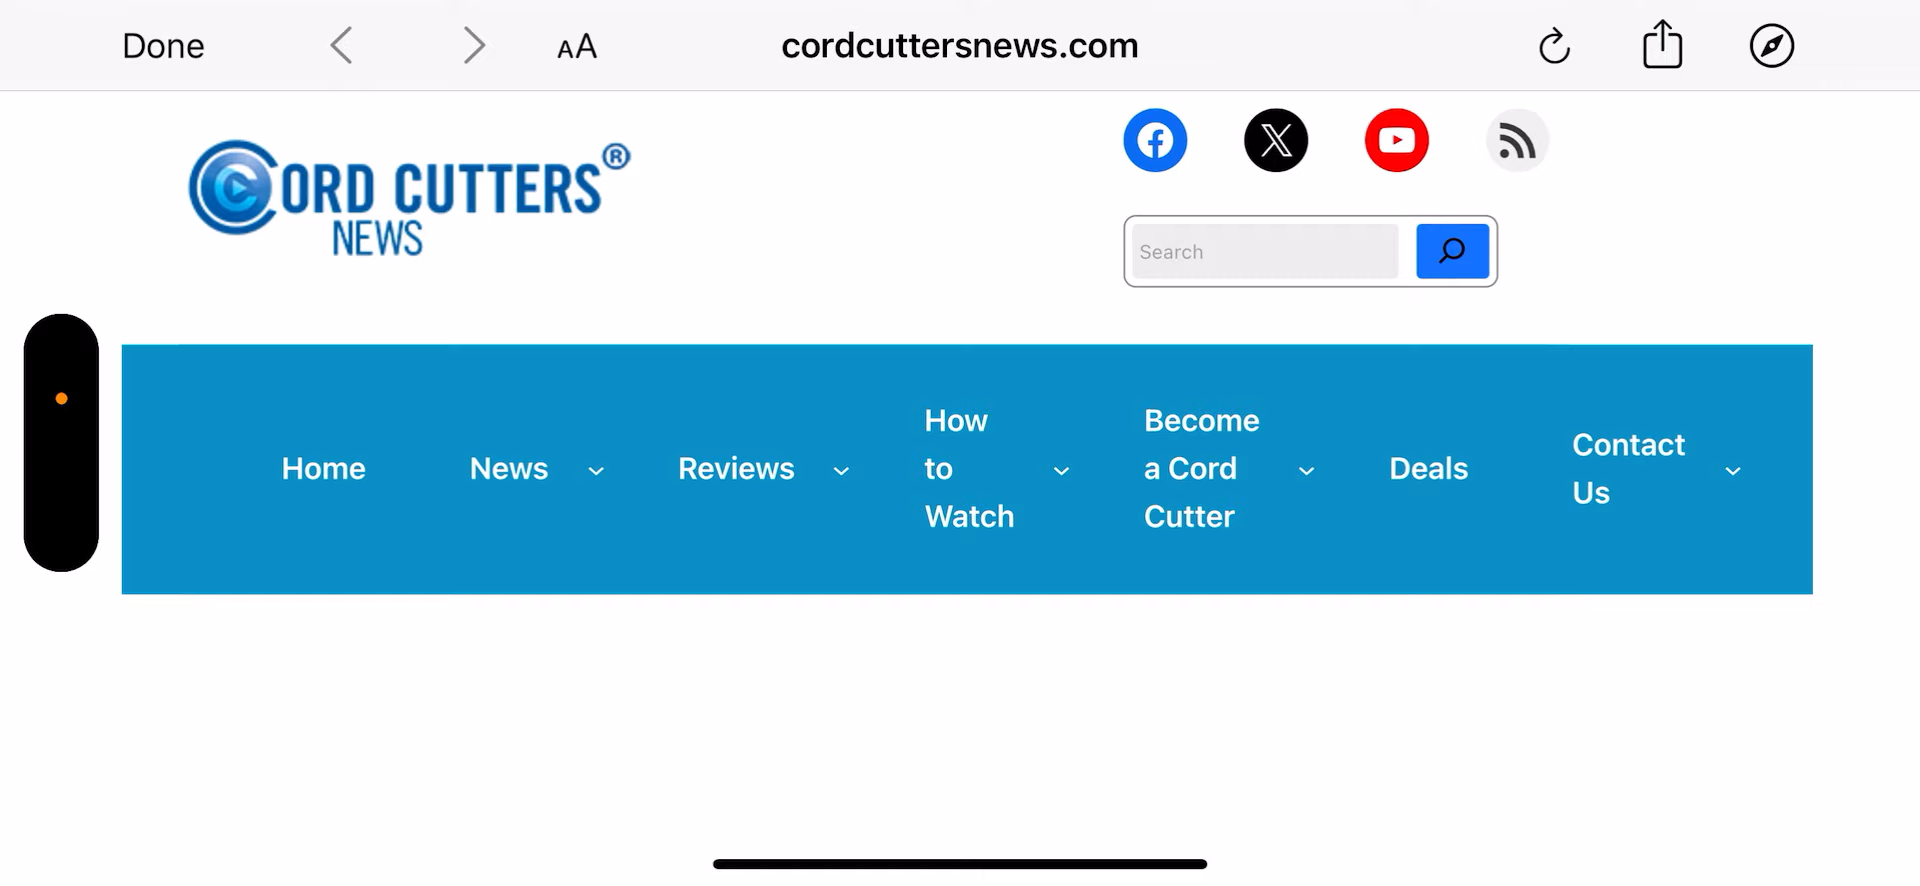 Done
AA
cordcuttersnews.com
CORD CUTTERS®
NEWS
Search
Home
News
Reviews
How
to
Watch
Become
a Cord
Cutter
Deals
Contact
Us